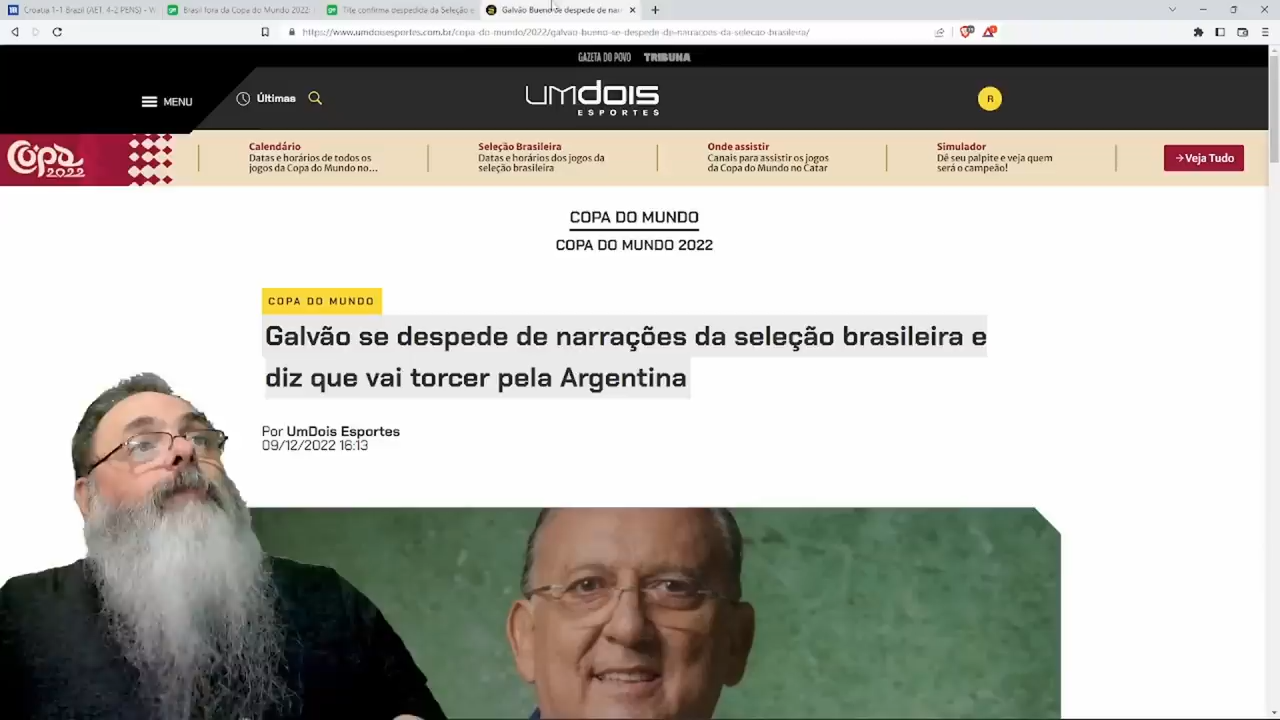 Croatia 1-1 Brazil (AET, 4-2 PENS) - W
Brasil fora da Copa do Mundo 2022:
Tite confirma despedida da Seleção e
Galvão Bueno se despede de nar
https://www.umdoisesportes.com.br/copa-do-mundo/2022/galvao-bueno-se-despede-de-narracoes-da-selecao-brasileira/
GAZETA DO POVO TRIBUNA
MENU
Últimas
umdois
ESPORTES
R
Copa
2022
Calendário
Datas e horários de todos os
jogos da Copa do Mundo no...
Seleção Brasileira
Datas e horários dos jogos da
seleção brasileira
Onde assistir
Canais para assistir os jogos
da Copa do Mundo no Catar
Simulador
Dê seu palpite e veja quem
será o campeão!
→Veja Tudo
COPA DO MUNDO
COPA DO MUNDO 2022
COPA DO MUNDO
Galvão se despede de narrações da seleção brasileira e
diz que vai torcer pela Argentina
Por UmDois Esportes
09/12/2022 16:13